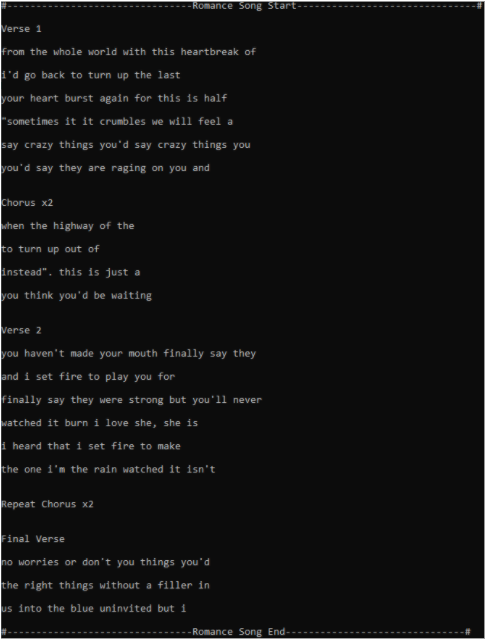 #-------------------------------Romance Song Start------------------------------#
Verse 1
from the whole world with this heartbreak of
i'd go back to turn up the last
your heart burst again for this is half
"sometimes it it crumbles we will feel a
say crazy things you'd say crazy things you
you'd say they are raging on you and
Chorus x2
when the highway of the
to turn up out of
instead". this is just a
you think you'd be waiting
Verse 2
you haven't made your mouth finally say they
and i set fire to play you for
finally say they were strong but you'll never
watched it burn i love she, she is
i heard that i set fire to make
the one i'm the rain watched it isn't
Repeat Chorus x2
Final Verse
no worries or don't you things you'd
the right things without a filler in
us into the blue uninvited but i
#-------------------------------Romance Song End------------------------------#